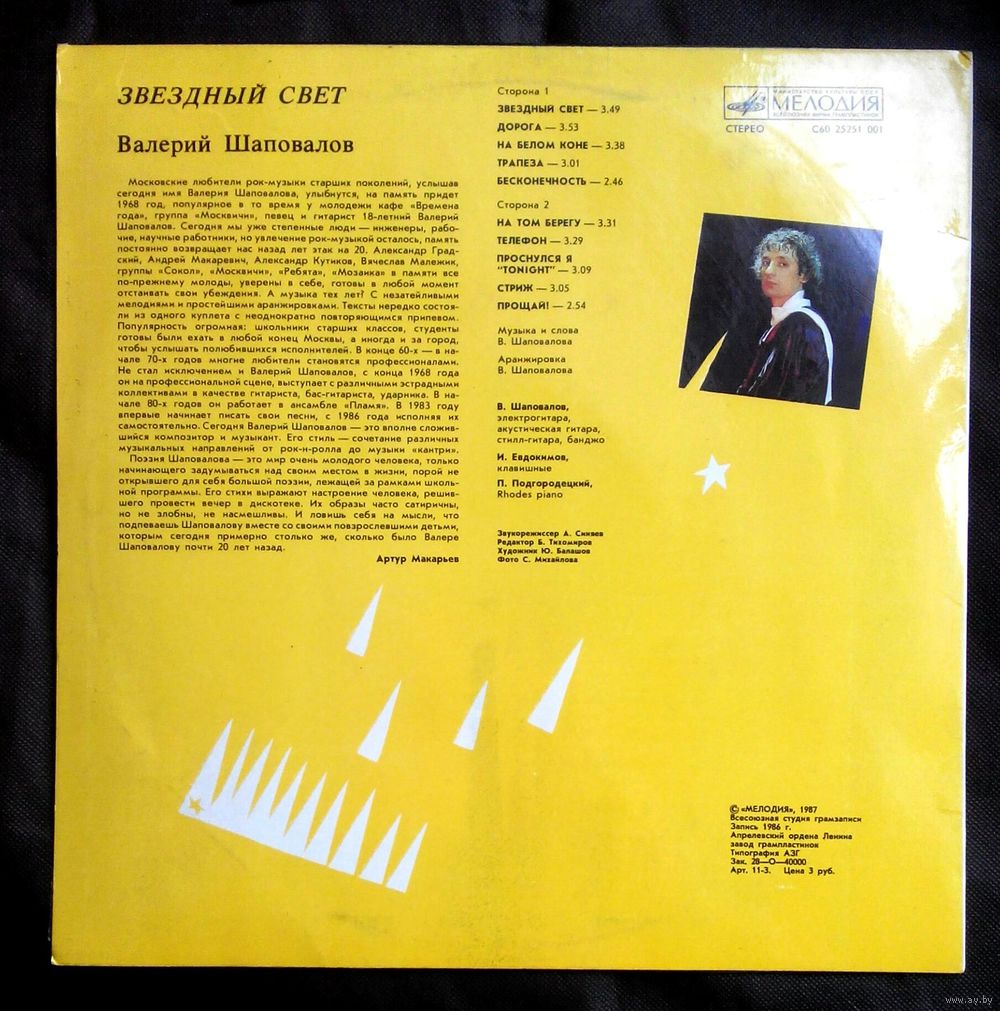 ЗВЕЗДНЫЙ СВЕТ
Валерий Шаповалов
Московские любители рок-музыки старших поколений, услышав
сегодня имя Валерия Шаповалова, улыбнутся, на память придет
1968 год, популярное в то время у молодежи кафе «Времена
года», группа «Москвичи», певец и гитарист 18-летний Валерий
Шаповалов. Сегодня мы уже степенные люди — инженеры, рабо-
чие, научные работники, но увлечение рок-музыкой осталось, память
постоянно возвращает нас назад лет этак на 20. Александр Град-
ский, Андрей Макаревич, Александр Кутиков, Вячеслав Малежик,
группы «Сокол», «Москвичи», «Ребята», «Мозаика» в памяти все
по-прежнему молоды, уверены в себе, готовы в любой момент
отстаивать свои убеждения. А музыка тех лет? С незатейливыми
мелодиями и простейшими аранжировками. Тексты нередко состоя-
ли из одного куплета с неоднократно повторяющимся припевом.
Популярность огромная: школьники старших классов, студенты
готовы были ехать в любой конец Москвы, а иногда и за город,
чтобы услышать полюбившихся исполнителей. В конце 60-х — в на-
чале 70-х годов многие любители становятся профессионалами.
Не стал исключением и Валерий Шаповалов, с конца 1968 года
он на профессиональной сцене, выступает с различными эстрадными
коллективами в качестве гитариста, бас-гитариста, ударника. В на-
чале 80-х годов он работает в ансамбле «Пламя». В 1983 году
впервые начинает писать свои песни, с 1986 года исполняя их
самостоятельно. Сегодня Валерий Шаповалов — это вполне сложив-
шийся композитор и музыкант. Его стиль — сочетание различных
музыкальных направлений от рок-н-ролла до музыки «кантри».
Поэзия Шаповалова — это мир очень молодого человека, только
начинающего задумываться над своим местом в жизни, порой не
открывшего для себя большой поэзии, лежащей за рамками школь-
ной программы. Его стихи выражают настроение человека, решив-
шего провести вечер в дискотеке. Их образы часто сатиричны,
но не злобны, не насмешливы. И ловишь себя на мысли, что
подпеваешь Шаповалову вместе со своими повзрослевшими детьми,
которым сегодня примерно столько же, сколько было Валере
Шаповалову почти 20 лет назад.
Артур Макарьев
Сторона 1
ЗВЕЗДНЫЙ СВЕТ — 3.49
ДОРОГА — 3.53
НА БЕЛОМ КОНЕ — 3.38
ТРАПЕЗА — 3.01
БЕСКОНЕЧНОСТЬ — 2.46
Сторона 2
НА ТОМ БЕРЕГУ — 3.31
ТЕЛЕФОН — 3.29
ПРОСНУЛСЯ Я
"TONIGHT" — 3.09
СТРИЖ — 3.05
ПРОЩАЙ! — 2.54
Музыка и слова
В. Шаповалова
Аранжировка
В. Шаповалова
В. Шаповалов,
электрогитара,
акустическая гитара,
стилл-гитара, банджо
И. Евдокимов,
клавишные
П. Подгородецкий,
Rhodes piano
Звукорежиссер А. Синяев
Редактор Б. Тихомиров
Художник Ю. Балашов
Фото С. Михайлова
МИНИСТЕРСТВО КУЛЬТУРЫ СССР
МЕЛОДИЯ
ВСЕСОЮЗНАЯ ФИРМА ГРАМПЛАСТИНОК
СТЕРЕО С60 25251 001
© «МЕЛОДИЯ», 1987
Всесоюзная студия грамзаписи
Запись 1986 г.
Апрелевский ордена Ленина
завод грампластинок
Типография АЗГ
Зак. 28—О—40000
Арт. 11-3. Цена 3 руб.
www.ay.by